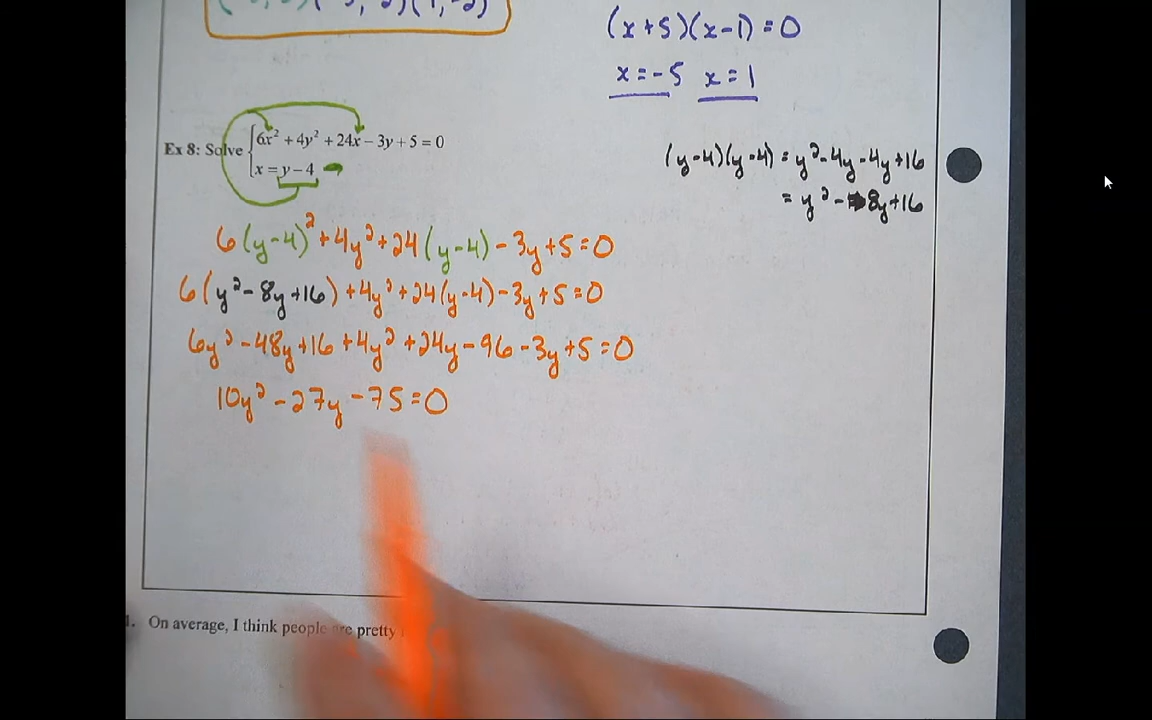 (x+5)(x-1)=0
x=-5 x=1
Ex 8: Solve {6x² + 4y² + 24x - 3y + 5 = 0
x = y - 4
(y-4)(y-4) = y²-4y-4y+16
= y²-8y+16
6(y-4)²+4y²+24(y-4)-3y+5=0
6(y²-8y+16)+4y²+24(y-4)-3y+5=0
6y²-48y+16+4y²+24y-96-3y+5=0
10y²-27y-75=0
1. On average, I think people are pretty